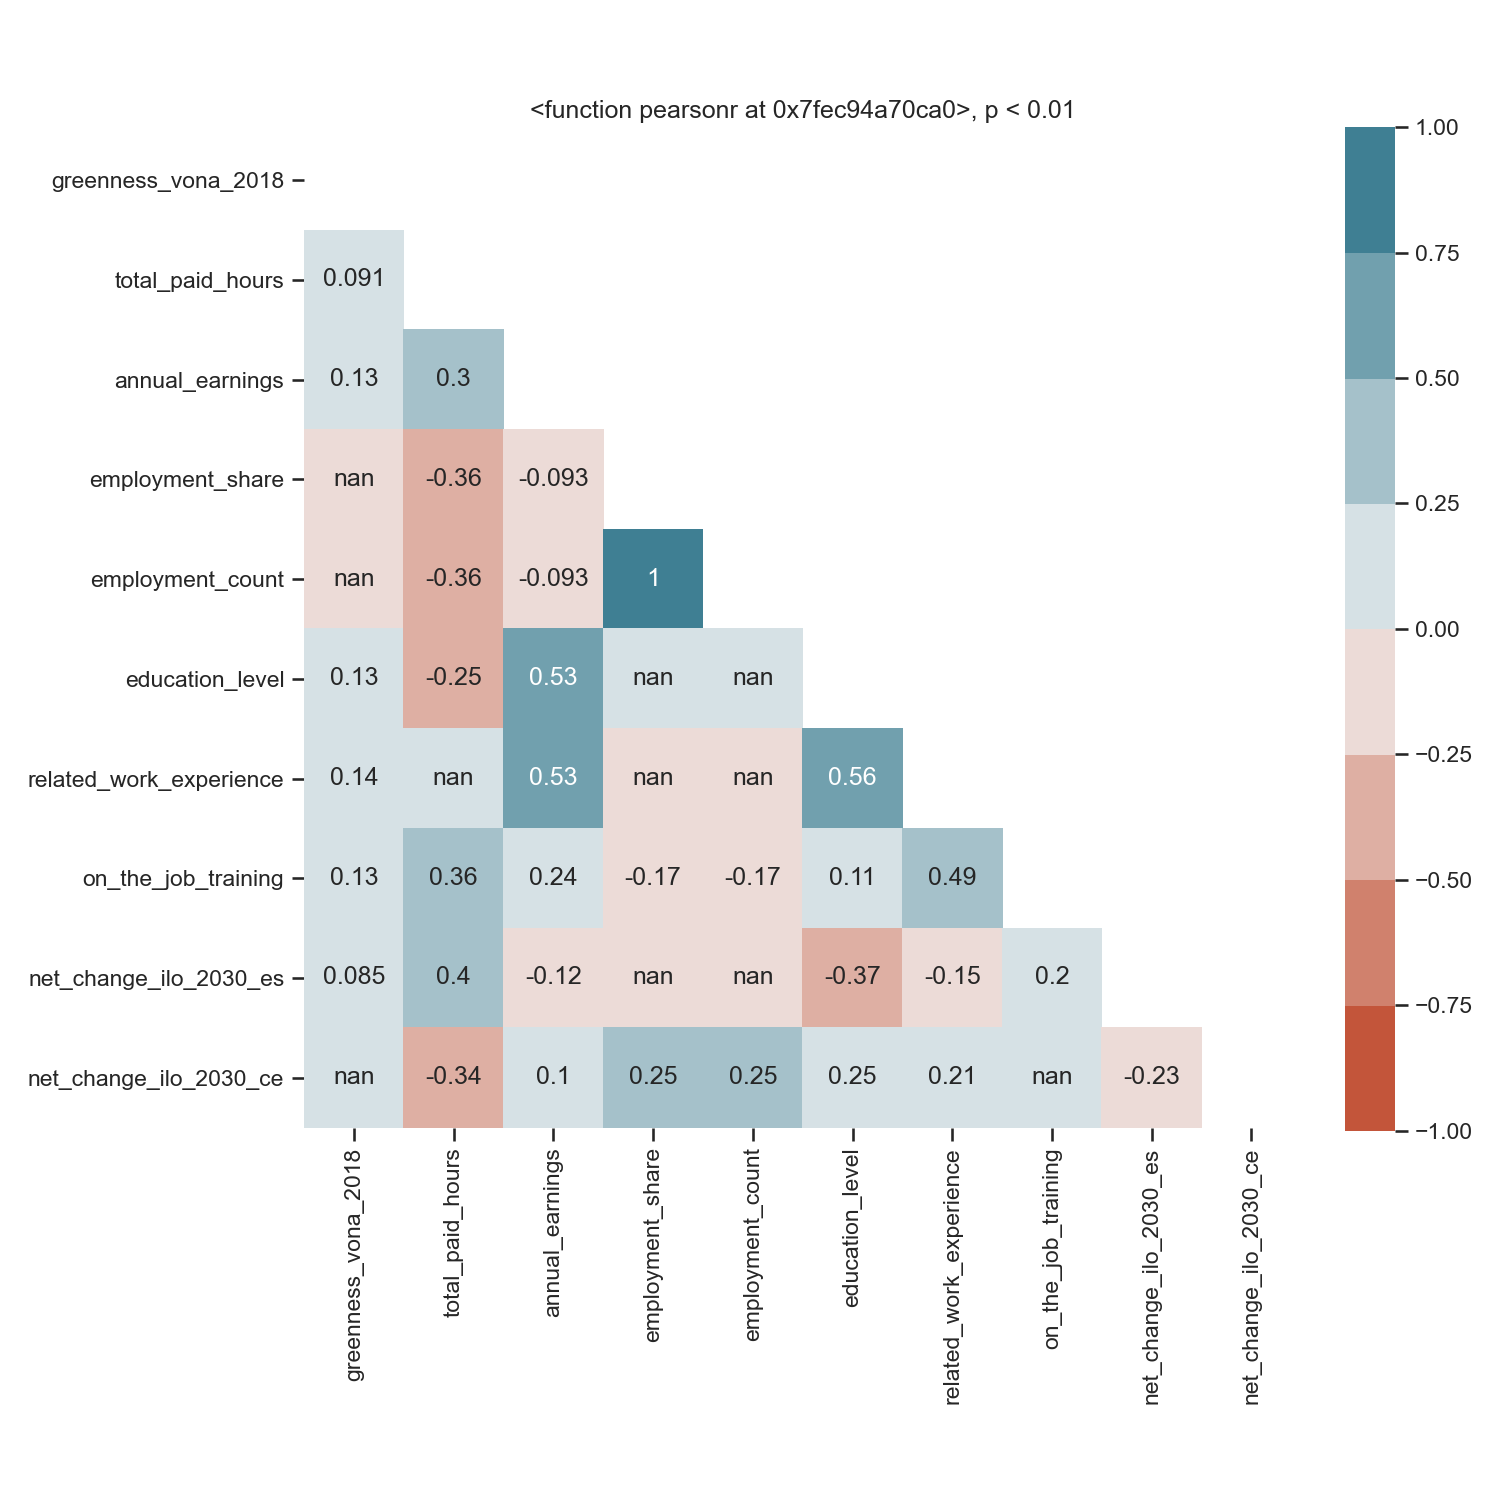 <function pearsonr at 0x7fec94a70ca0>, p < 0.01
greenness_vona_2018
total_paid_hours 0.091
annual_earnings 0.13 0.3
employment_share nan -0.36 -0.093
employment_count nan -0.36 -0.093 1
education_level 0.13 -0.25 0.53 nan nan
related_work_experience 0.14 nan 0.53 nan nan 0.56
on_the_job_training 0.13 0.36 0.24 -0.17 -0.17 0.11 0.49
net_change_ilo_2030_es 0.085 0.4 -0.12 nan nan -0.37 -0.15 0.2
net_change_ilo_2030_ce nan -0.34 0.1 0.25 0.25 0.25 0.21 nan -0.23
greenness_vona_2018
total_paid_hours
annual_earnings
employment_share
employment_count
education_level
related_work_experience
on_the_job_training
net_change_ilo_2030_es
net_change_ilo_2030_ce
1.00
0.75
0.50
0.25
0.00
−0.25
−0.50
−0.75
−1.00